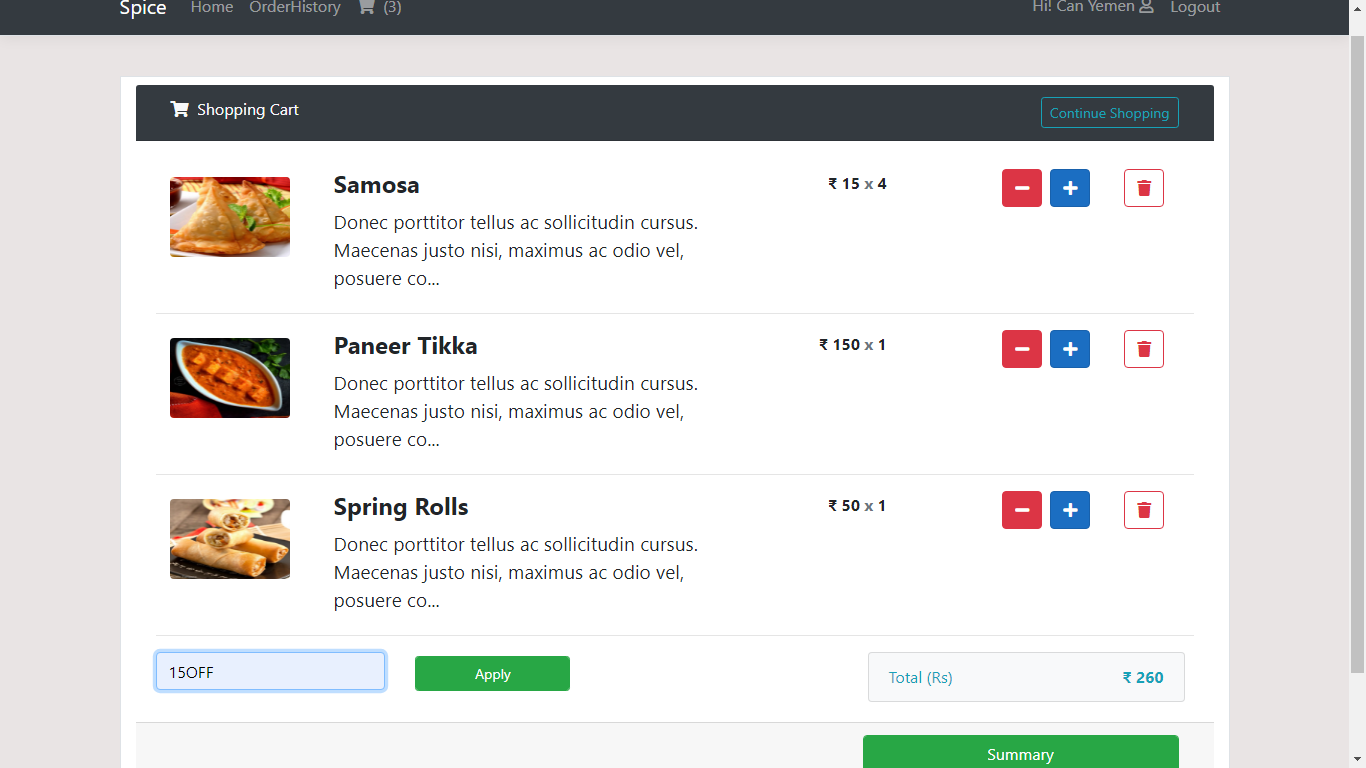 Spice Home OrderHistory (3) Hi! Can Yemen Logout
Shopping Cart Continue Shopping
Samosa ₹ 15 x 4
Donec porttitor tellus ac sollicitudin cursus.
Maecenas justo nisi, maximus ac odio vel,
posuere co...
Paneer Tikka ₹ 150 x 1
Donec porttitor tellus ac sollicitudin cursus.
Maecenas justo nisi, maximus ac odio vel,
posuere co...
Spring Rolls ₹ 50 x 1
Donec porttitor tellus ac sollicitudin cursus.
Maecenas justo nisi, maximus ac odio vel,
posuere co...
15OFF Apply Total (Rs) ₹ 260
Summary